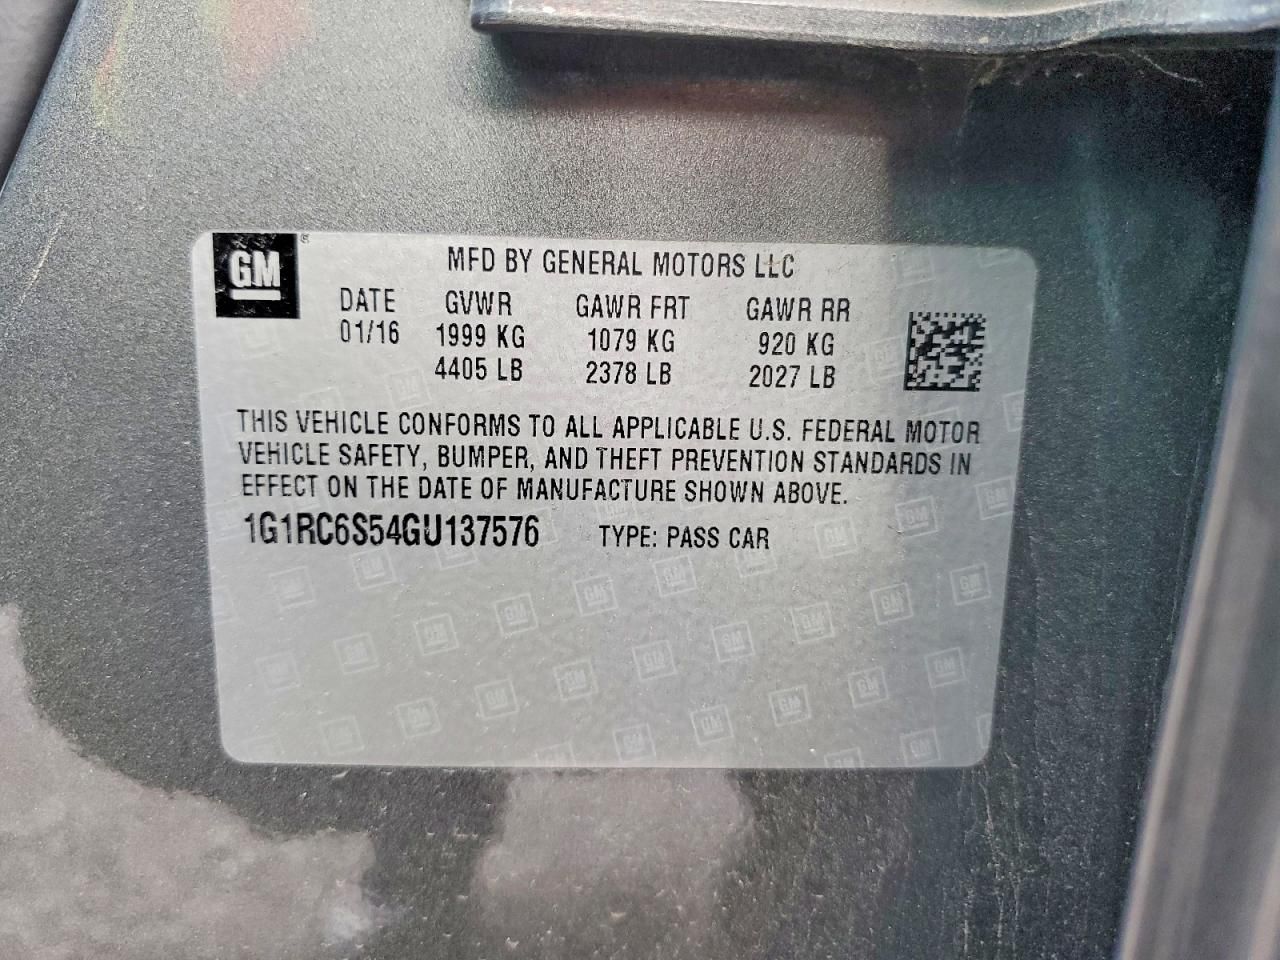 GM
MFD BY GENERAL MOTORS LLC
DATE GVWR GAWR FRT GAWR RR
01/16 1999 KG 1079 KG 920 KG
4405 LB 2378 LB 2027 LB
THIS VEHICLE CONFORMS TO ALL APPLICABLE U.S. FEDERAL MOTOR
VEHICLE SAFETY, BUMPER, AND THEFT PREVENTION STANDARDS IN
EFFECT ON THE DATE OF MANUFACTURE SHOWN ABOVE.
1G1RC6S54GU137576 TYPE: PASS CAR